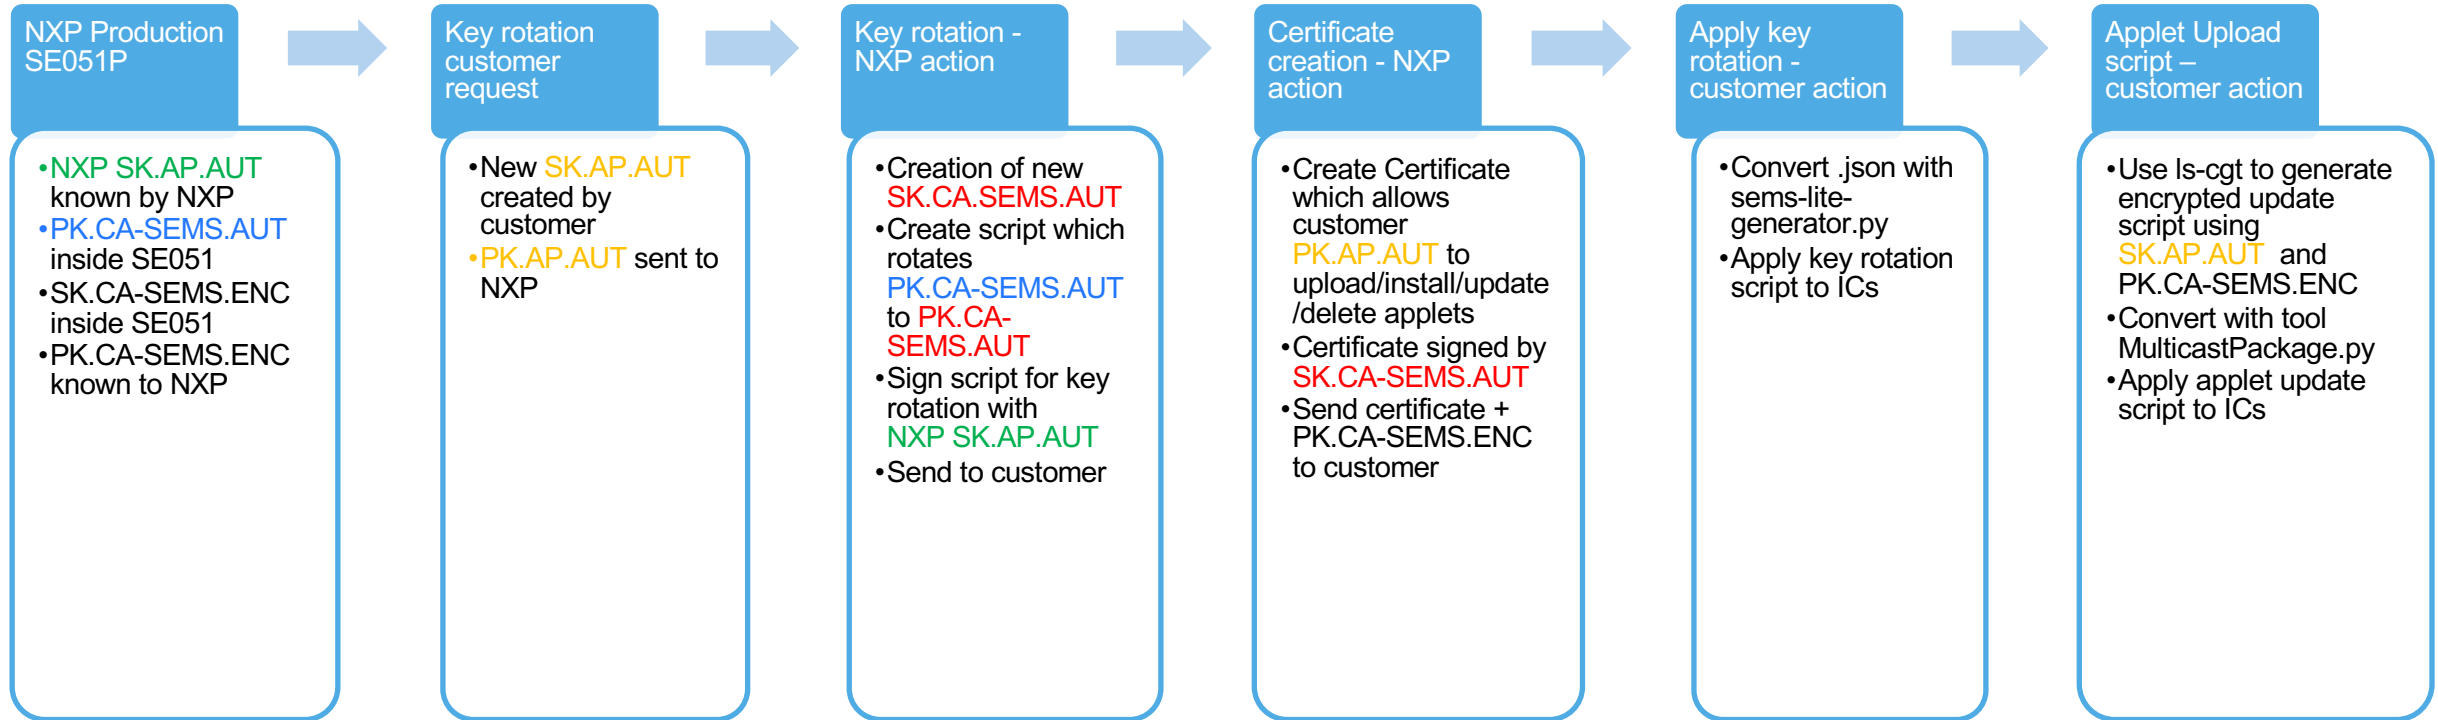 NXP Production
SE051P
•NXP SK.AP.AUT
known by NXP
•PK.CA-SEMS.AUT
inside SE051
•SK.CA-SEMS.ENC
inside SE051
•PK.CA-SEMS.ENC
known to NXP
Key rotation
customer
request
•New SK.AP.AUT
created by
customer
•PK.AP.AUT sent to
NXP
Key rotation -
NXP action
•Creation of new
SK.CA.SEMS.AUT
•Create script which
rotates
PK.CA-SEMS.AUT
to PK.CA-
SEMS.AUT
•Sign script for key
rotation with
NXP SK.AP.AUT
•Send to customer
Certificate
creation - NXP
action
•Create Certificate
which allows
customer
PK.AP.AUT to
upload/install/update
/delete applets
•Certificate signed by
SK.CA-SEMS.AUT
•Send certificate +
PK.CA-SEMS.ENC
to customer
Apply key
rotation -
customer action
•Convert .json with
sems-lite-
generator.py
•Apply key rotation
script to ICs
Applet Upload
script –
customer action
•Use ls-cgt to generate
encrypted update
script using
SK.AP.AUT and
PK.CA-SEMS.ENC
•Convert with tool
MulticastPackage.py
•Apply applet update
script to ICs